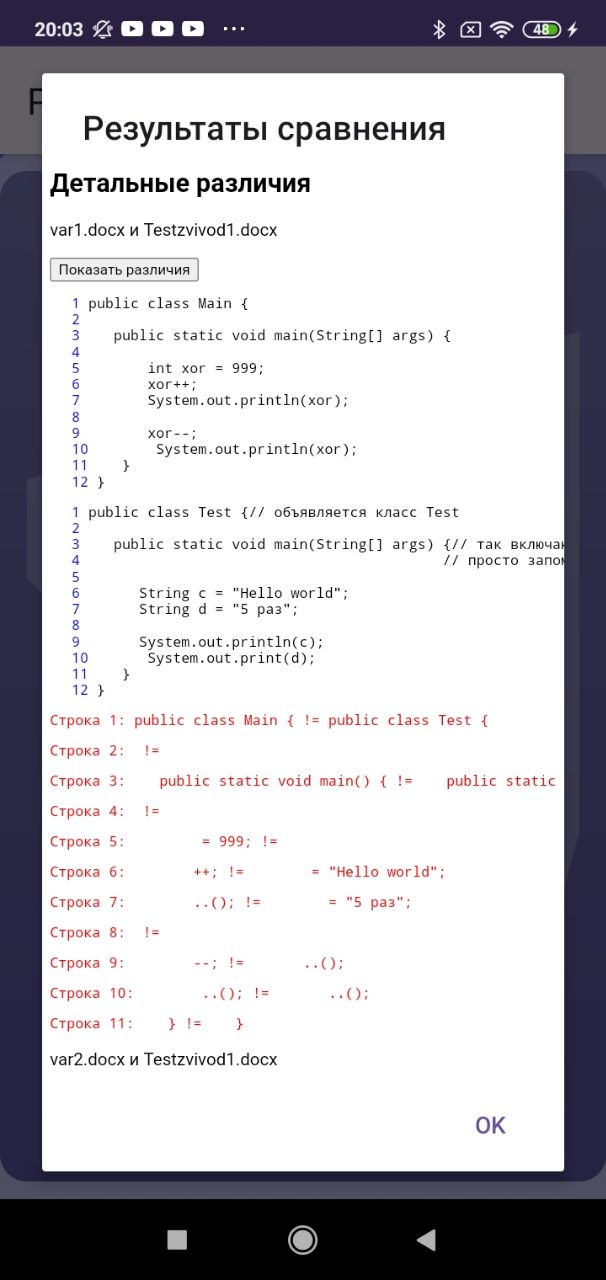 20:03
48
Результаты сравнения
Детальные различия
var1.docx и Testzvivod1.docx
Показать различия
1 public class Main {
2
3    public static void main(String[] args) {
4
5        int xor = 999;
6        xor++;
7        System.out.println(xor);
8
9        xor--;
10        System.out.println(xor);
11    }
12 }
1 public class Test {// объявляется класс Test
2
3    public static void main(String[] args) {// так включаю
4                                           // просто запом
5
6       String c = "Hello world";
7       String d = "5 раз";
8
9       System.out.println(c);
10       System.out.print(d);
11    }
12 }
Строка 1: public class Main { != public class Test {
Строка 2:  !=
Строка 3:    public static void main() { !=    public static
Строка 4:  !=
Строка 5:         = 999; !=
Строка 6:        ++; !=        = "Hello world";
Строка 7:        ..(); !=        = "5 раз";
Строка 8:  !=
Строка 9:        --; !=       ..();
Строка 10:        ..(); !=       ..();
Строка 11:    } !=    }
var2.docx и Testzvivod1.docx
OK